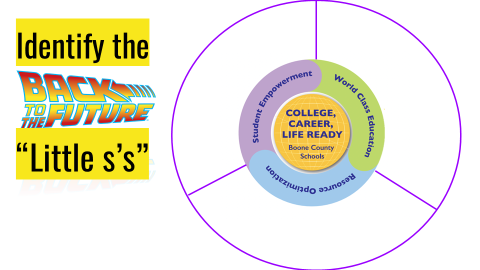 Identify the
BACK
TO THE
FUTURE
“Little s’s”
Student Empowerment
World Class Education
Resource Optimization
COLLEGE,
CAREER,
LIFE READY
Boone County
Schools